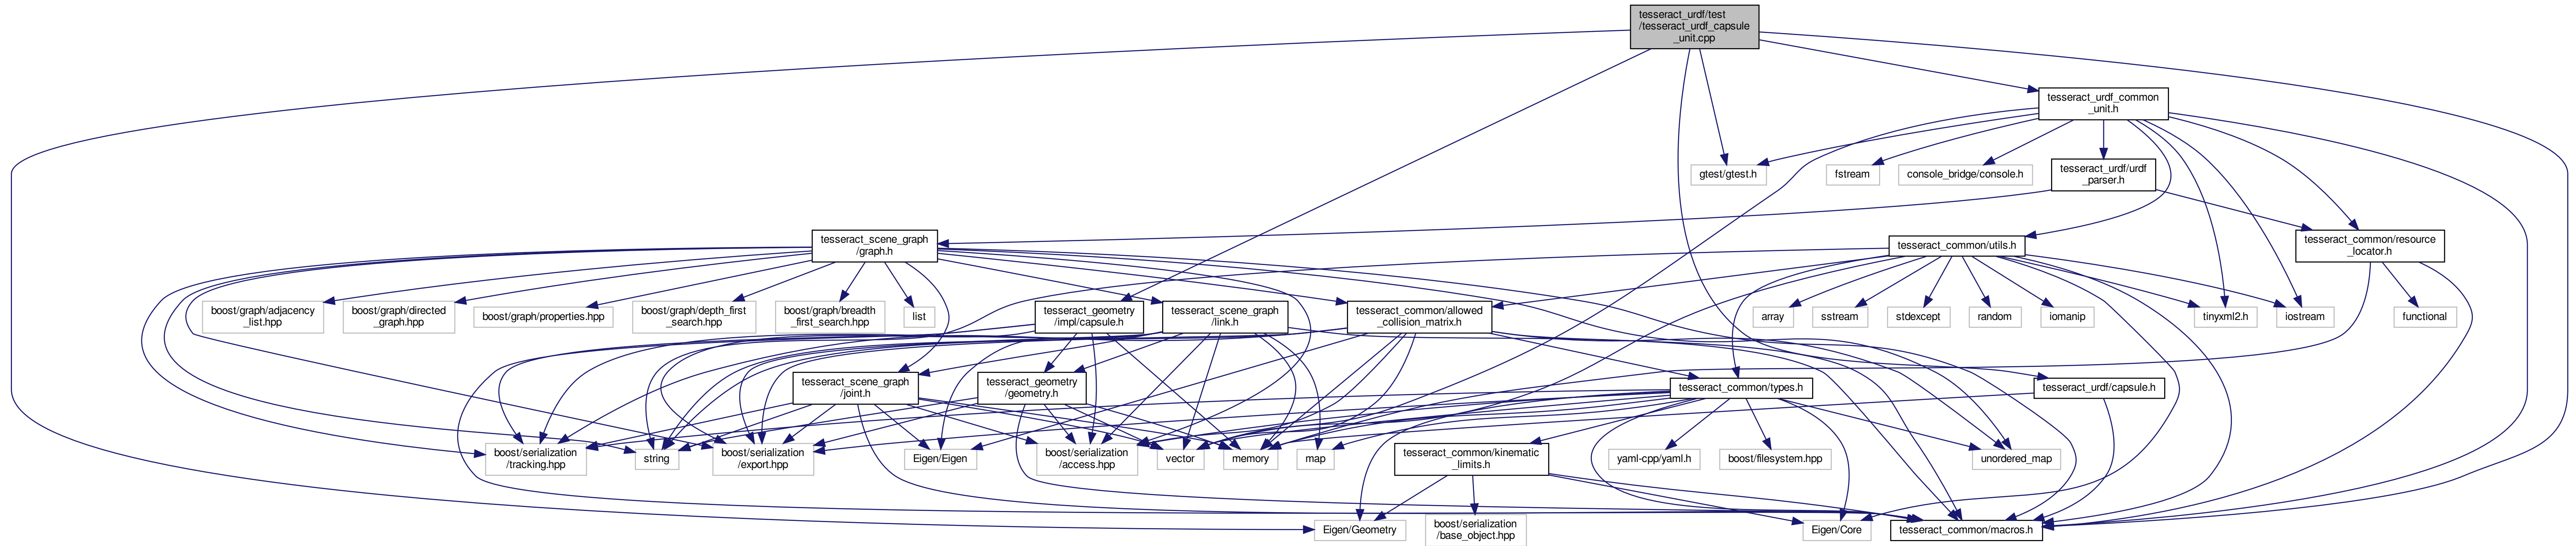 tesseract_urdf/test
/tesseract_urdf_capsule
_unit.cpp
tesseract_urdf_common
_unit.h
gtest/gtest.h
fstream
console_bridge/console.h
tesseract_urdf/urdf
_parser.h
tesseract_scene_graph
/graph.h
tesseract_common/utils.h
tesseract_common/resource
_locator.h
boost/graph/adjacency
_list.hpp
boost/graph/directed
_graph.hpp
boost/graph/properties.hpp
boost/graph/depth_first
_search.hpp
boost/graph/breadth
_first_search.hpp
list
tesseract_geometry
/impl/capsule.h
tesseract_scene_graph
/link.h
tesseract_common/allowed
_collision_matrix.h
array
sstream
stdexcept
random
iomanip
tinyxml2.h
iostream
functional
tesseract_scene_graph
/joint.h
tesseract_geometry
/geometry.h
tesseract_common/types.h
tesseract_urdf/capsule.h
boost/serialization
/tracking.hpp
string
boost/serialization
/export.hpp
Eigen/Eigen
boost/serialization
/access.hpp
vector
memory
map
tesseract_common/kinematic
_limits.h
yaml-cpp/yaml.h
boost/filesystem.hpp
unordered_map
Eigen/Geometry
boost/serialization
/base_object.hpp
Eigen/Core
tesseract_common/macros.h